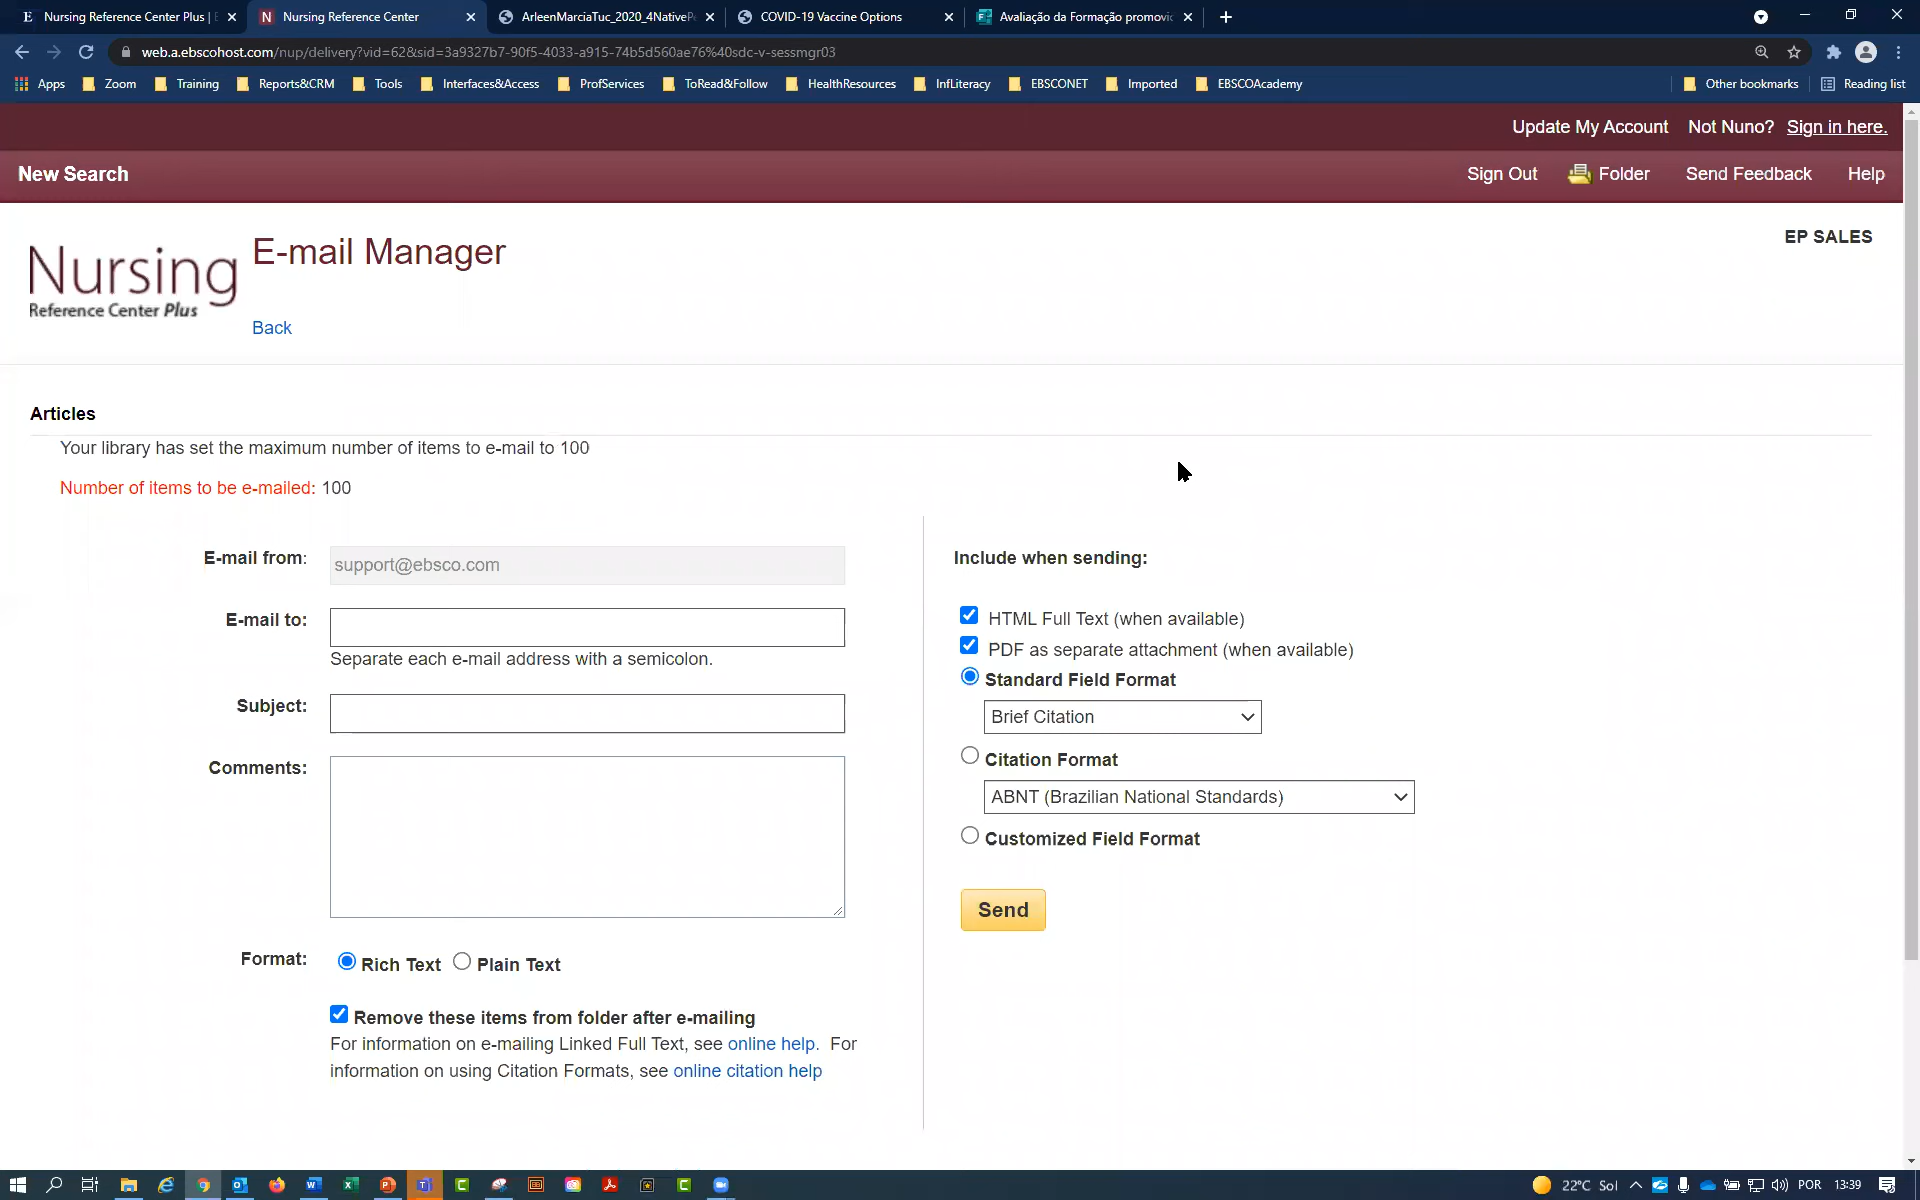 Nursing Reference Center Plus |
Nursing Reference Center
ArleenMarciaTuc_2020_4NativeP
COVID-19 Vaccine Options
Avaliação da Formação promovi
web.a.ebscohost.com/nup/delivery?vid=62&sid=3a9327b7-90f5-4033-a915-74b5d560ae76%40sdc-v-sessmgr03
Apps
Zoom
Training
Reports&CRM
Tools
Interfaces&Access
ProfServices
ToRead&Follow
HealthResources
InfLiteracy
EBSCONET
Imported
EBSCOAcademy
Other bookmarks
Reading list
Update My Account Not Nuno? Sign in here.
New Search
Sign Out
Folder
Send Feedback
Help
Nursing
Reference Center Plus
E-mail Manager
EP SALES
Back
Articles
Your library has set the maximum number of items to e-mail to 100
Number of items to be e-mailed: 100
E-mail from:
support@ebsco.com
E-mail to:
Separate each e-mail address with a semicolon.
Subject:
Comments:
Format:
Rich Text
Plain Text
Remove these items from folder after e-mailing
For information on e-mailing Linked Full Text, see online help. For
information on using Citation Formats, see online citation help
Include when sending:
HTML Full Text (when available)
PDF as separate attachment (when available)
Standard Field Format
Brief Citation
Citation Format
ABNT (Brazilian National Standards)
Customized Field Format
Send
22°C Sol
POR
13:39